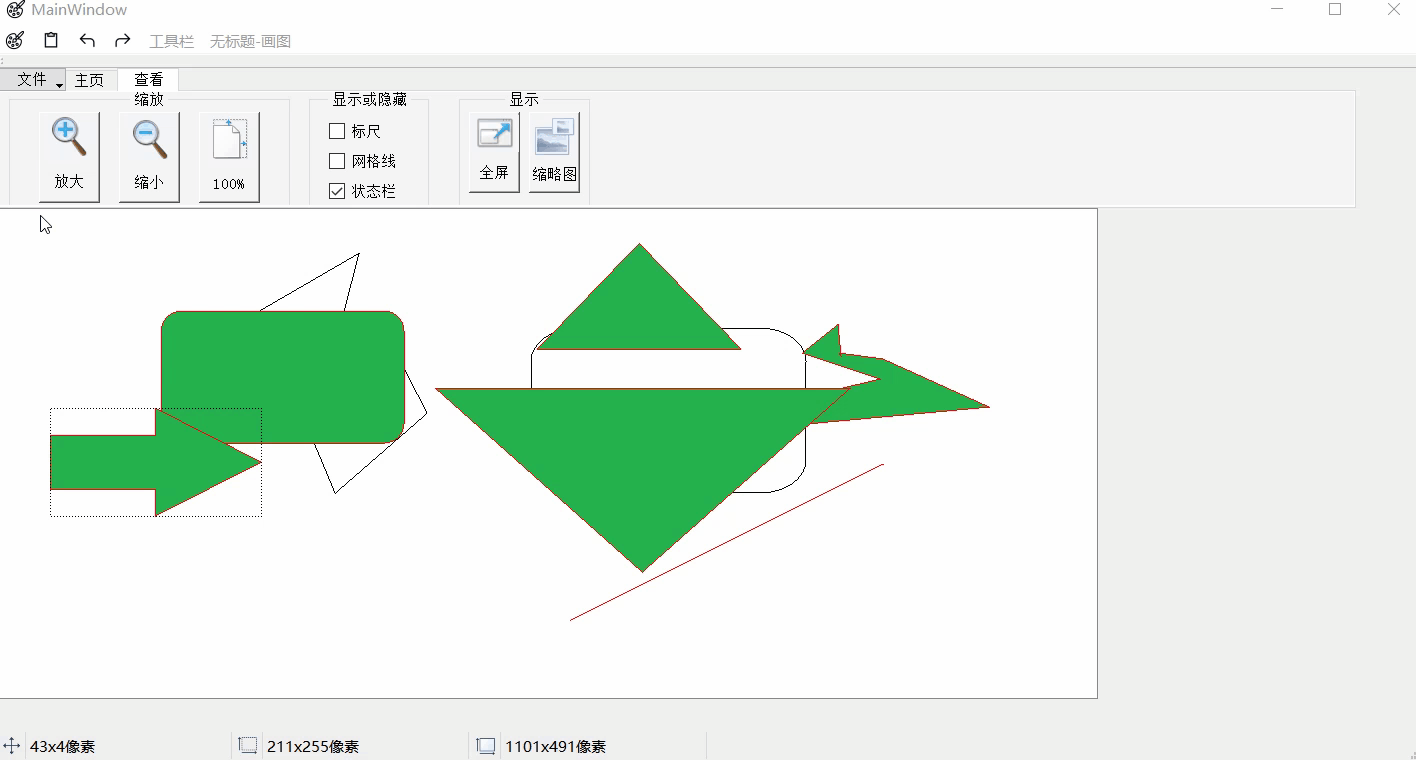 MainWindow
工具栏 无标题-画图
文件 主页 查看
缩放 显示或隐藏 显示
标尺
网格线
状态栏
放大 缩小 100% 全屏 缩略图
43x4像素 211x255像素 1101x491像素